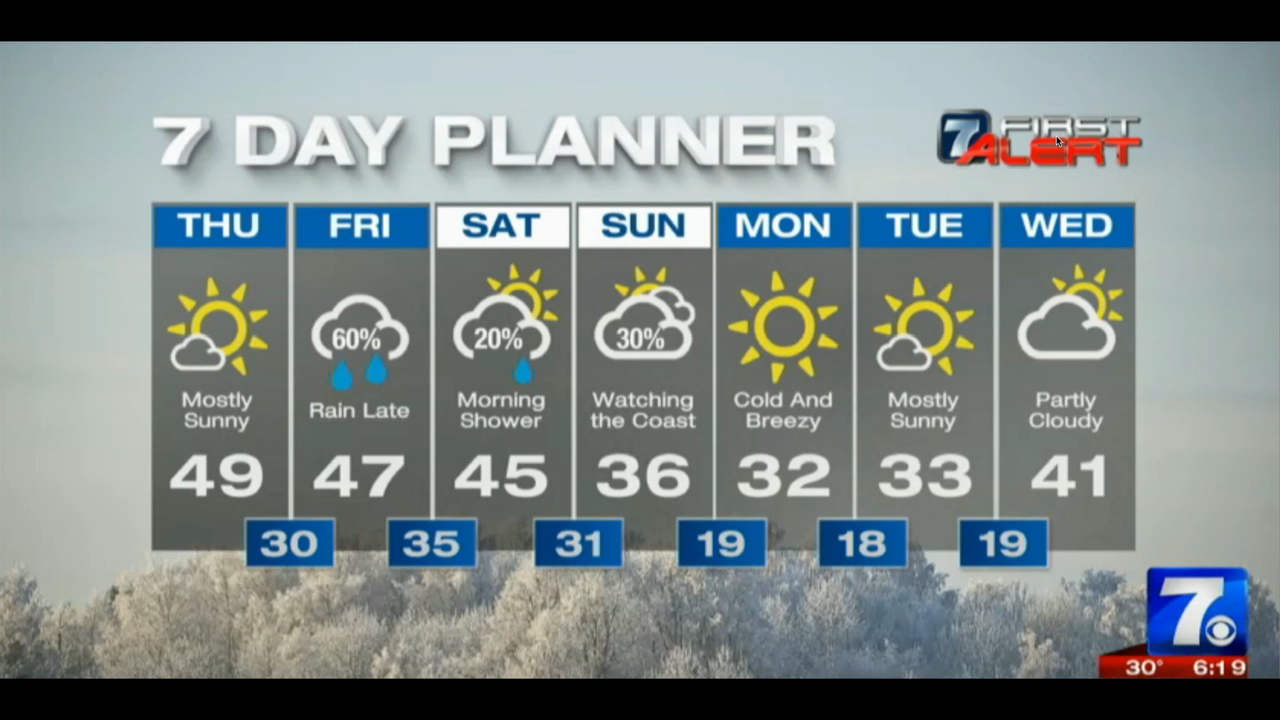 7 DAY PLANNER
7 FIRST
ALERT
THU FRI SAT SUN MON TUE WED
60% 20% 30%
Mostly
Sunny
Rain Late
Morning
Shower
Watching
the Coast
Cold And
Breezy
Mostly
Sunny
Partly
Cloudy
49 47 45 36 32 33 41
30 35 31 19 18 19
7
30° 6:19